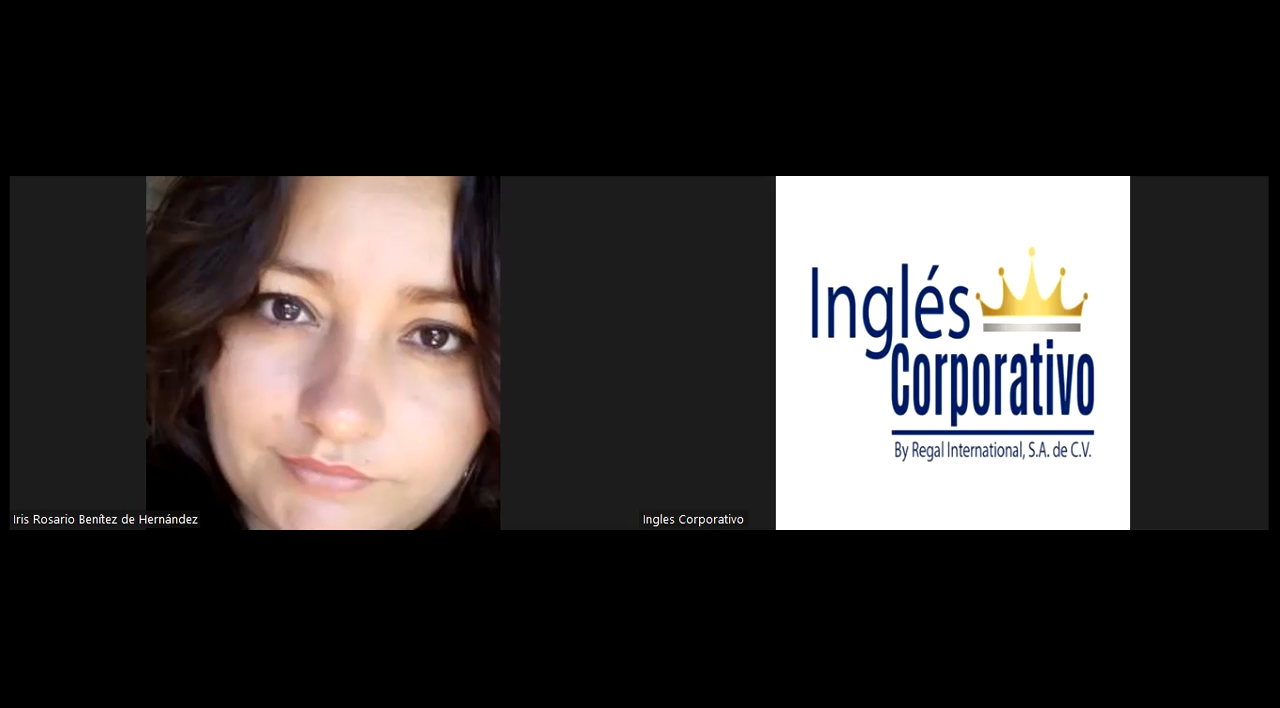 Inglés
Corporativo
By Regal International, S.A. de C.V.
Iris Rosario Benítez de Hernández
Ingles Corporativo